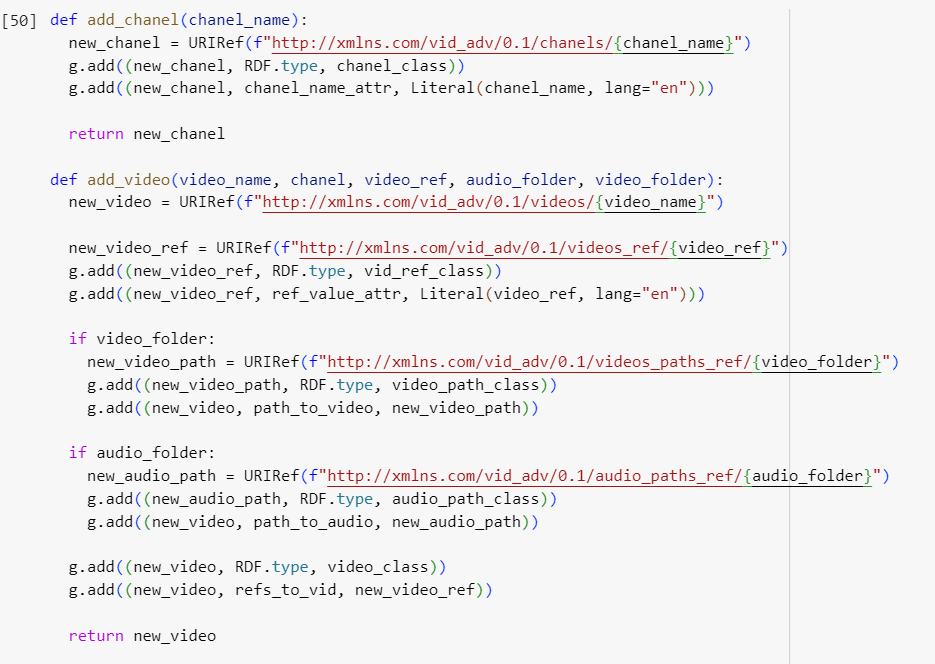 [50] def add_chanel(chanel_name):
  new_chanel = URIRef(f"http://xmlns.com/vid_adv/0.1/chanels/{chanel_name}")
  g.add((new_chanel, RDF.type, chanel_class))
  g.add((new_chanel, chanel_name_attr, Literal(chanel_name, lang="en")))

  return new_chanel

def add_video(video_name, chanel, video_ref, audio_folder, video_folder):
  new_video = URIRef(f"http://xmlns.com/vid_adv/0.1/videos/{video_name}")

  new_video_ref = URIRef(f"http://xmlns.com/vid_adv/0.1/videos_ref/{video_ref}")
  g.add((new_video_ref, RDF.type, vid_ref_class))
  g.add((new_video_ref, ref_value_attr, Literal(video_ref, lang="en")))

  if video_folder:
    new_video_path = URIRef(f"http://xmlns.com/vid_adv/0.1/videos_paths_ref/{video_folder}")
    g.add((new_video_path, RDF.type, video_path_class))
    g.add((new_video, path_to_video, new_video_path))

  if audio_folder:
    new_audio_path = URIRef(f"http://xmlns.com/vid_adv/0.1/audio_paths_ref/{audio_folder}")
    g.add((new_audio_path, RDF.type, audio_path_class))
    g.add((new_video, path_to_audio, new_audio_path))

  g.add((new_video, RDF.type, video_class))
  g.add((new_video, refs_to_vid, new_video_ref))

  return new_video